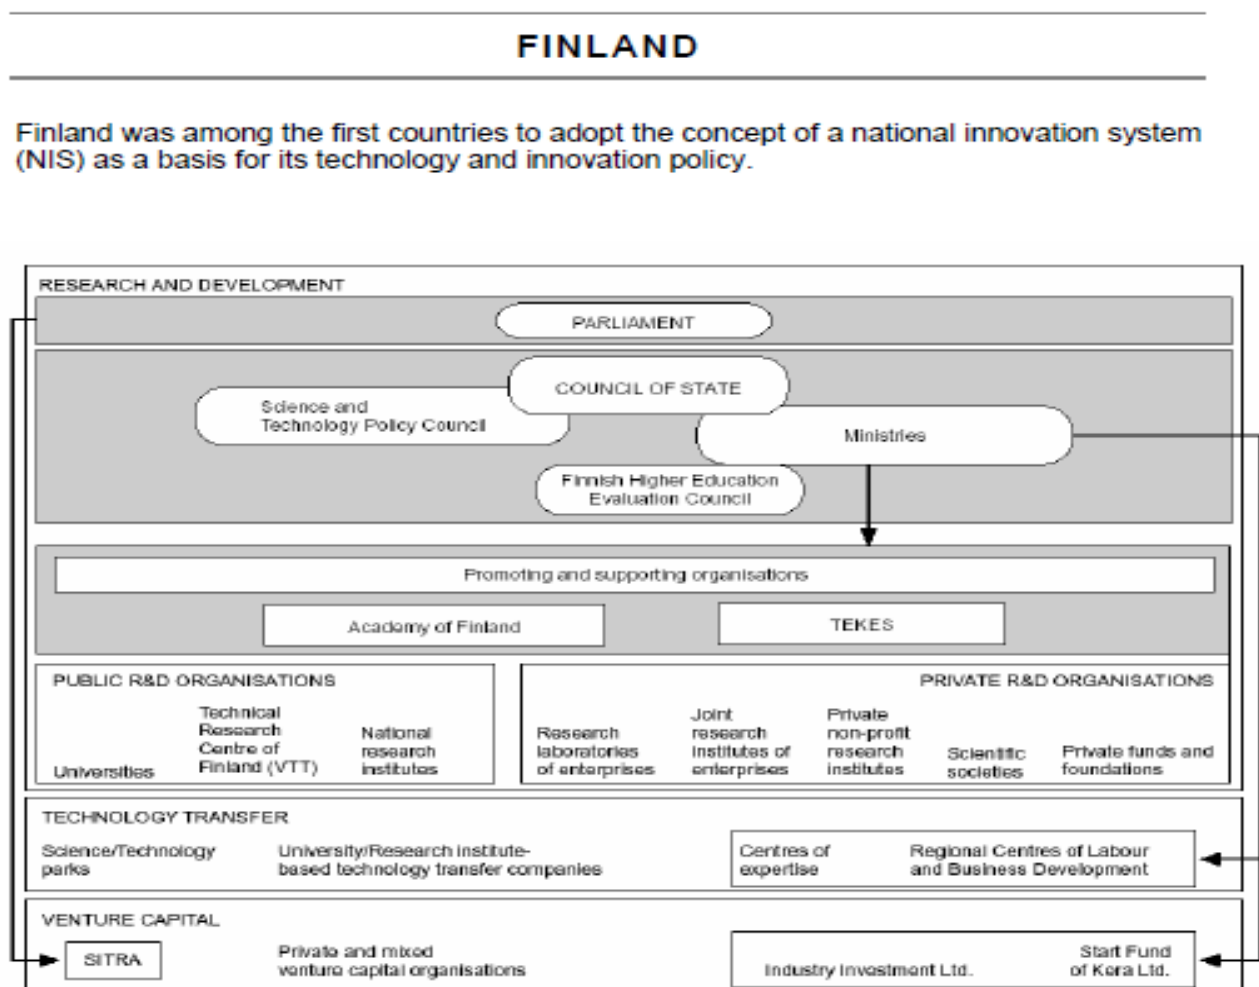 FINLAND
Finland was among the first countries to adopt the concept of a national innovation system
(NIS) as a basis for its technology and innovation policy.
RESEARCH AND DEVELOPMENT
PARLIAMENT
COUNCIL OF STATE
Science and
Technology Policy Council
Ministries
Finnish Higher Education
Evaluation Council
Promoting and supporting organisations
Academy of Finland
TEKES
PUBLIC R&D ORGANISATIONS
Universities
Technical
Research
Centre of
Finland (VTT)
National
research
institutes
PRIVATE R&D ORGANISATIONS
Research
laboratories
of enterprises
Joint
research
institutes of
enterprises
Private
non-profit
research
institutes
Scientific
societies
Private funds and
foundations
TECHNOLOGY TRANSFER
Science/Technology
parks
University/Research institute-
based technology transfer companies
Centres of
expertise
Regional Centres of Labour
and Business Development
VENTURE CAPITAL
SITRA
Private and mixed
venture capital organisations
Industry Investment Ltd.
Start Fund
of Kera Ltd.